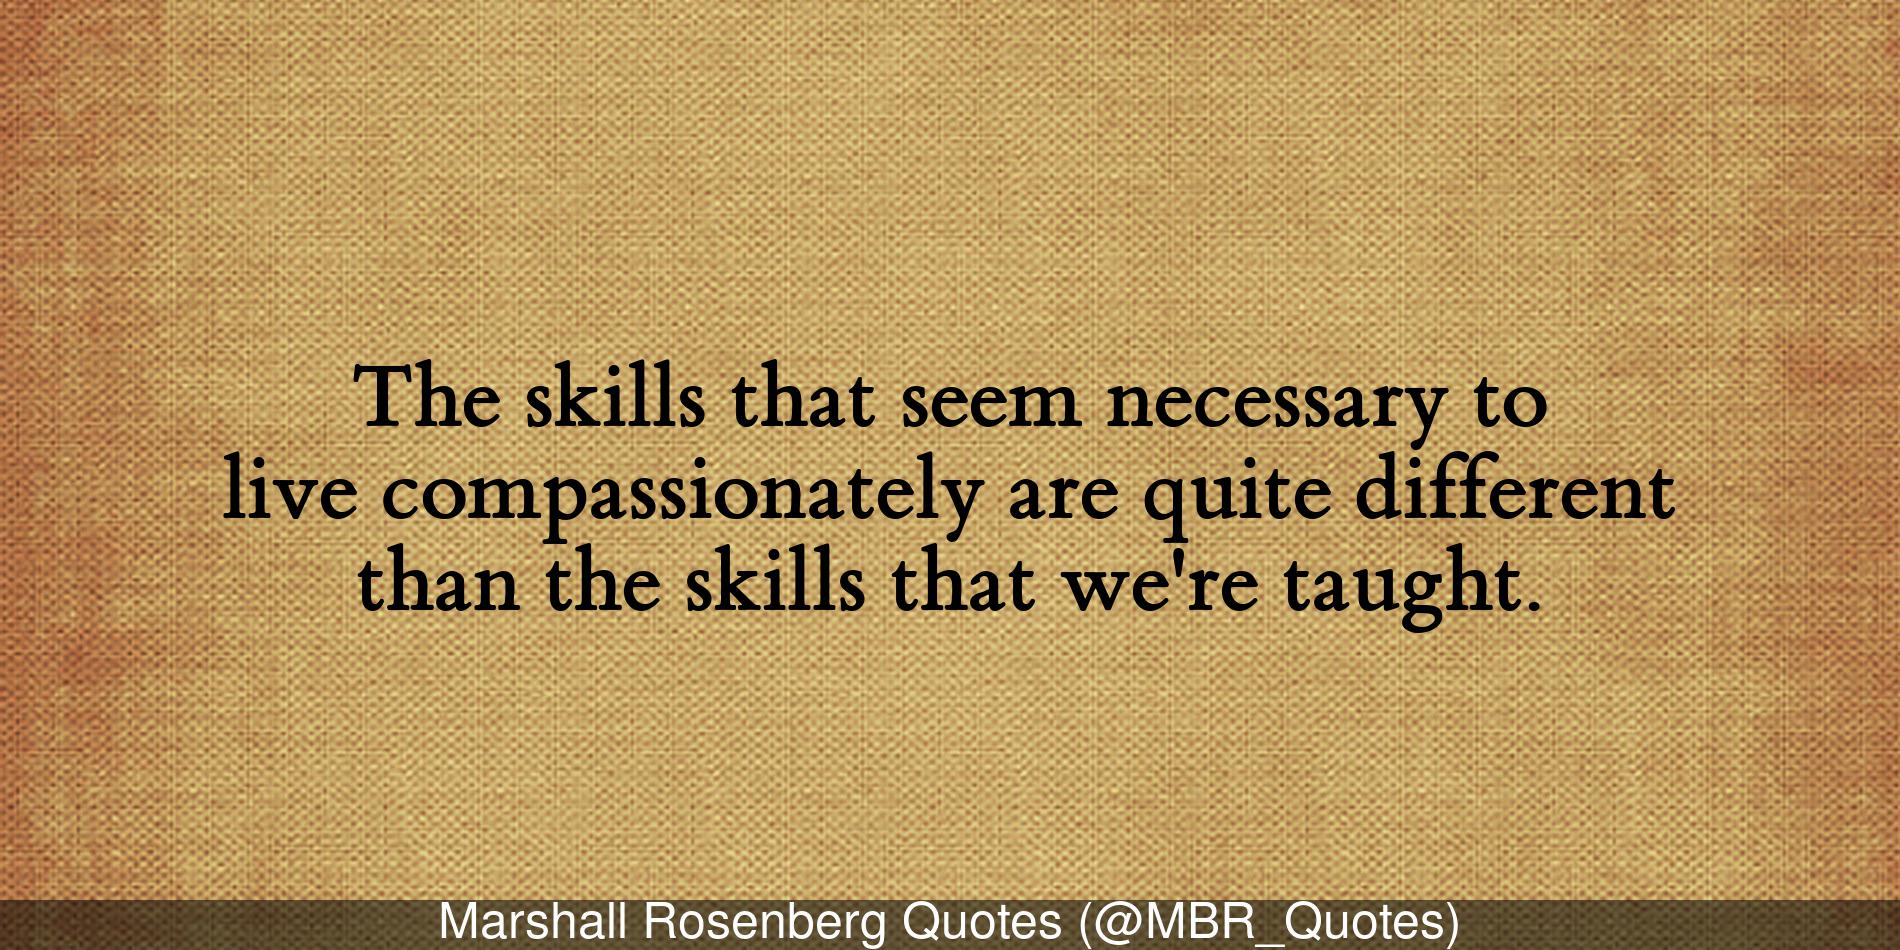 The skills that seem necessary to
live compassionately are quite different
than the skills that we're taught.
Marshall Rosenberg Quotes (@MBR_Quotes)